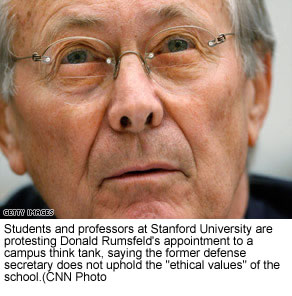 GETTY IMAGES
Students and professors at Stanford University are
protesting Donald Rumsfeld's appointment to a
campus think tank, saying the former defense
secretary does not uphold the "ethical values" of the
school.(CNN Photo